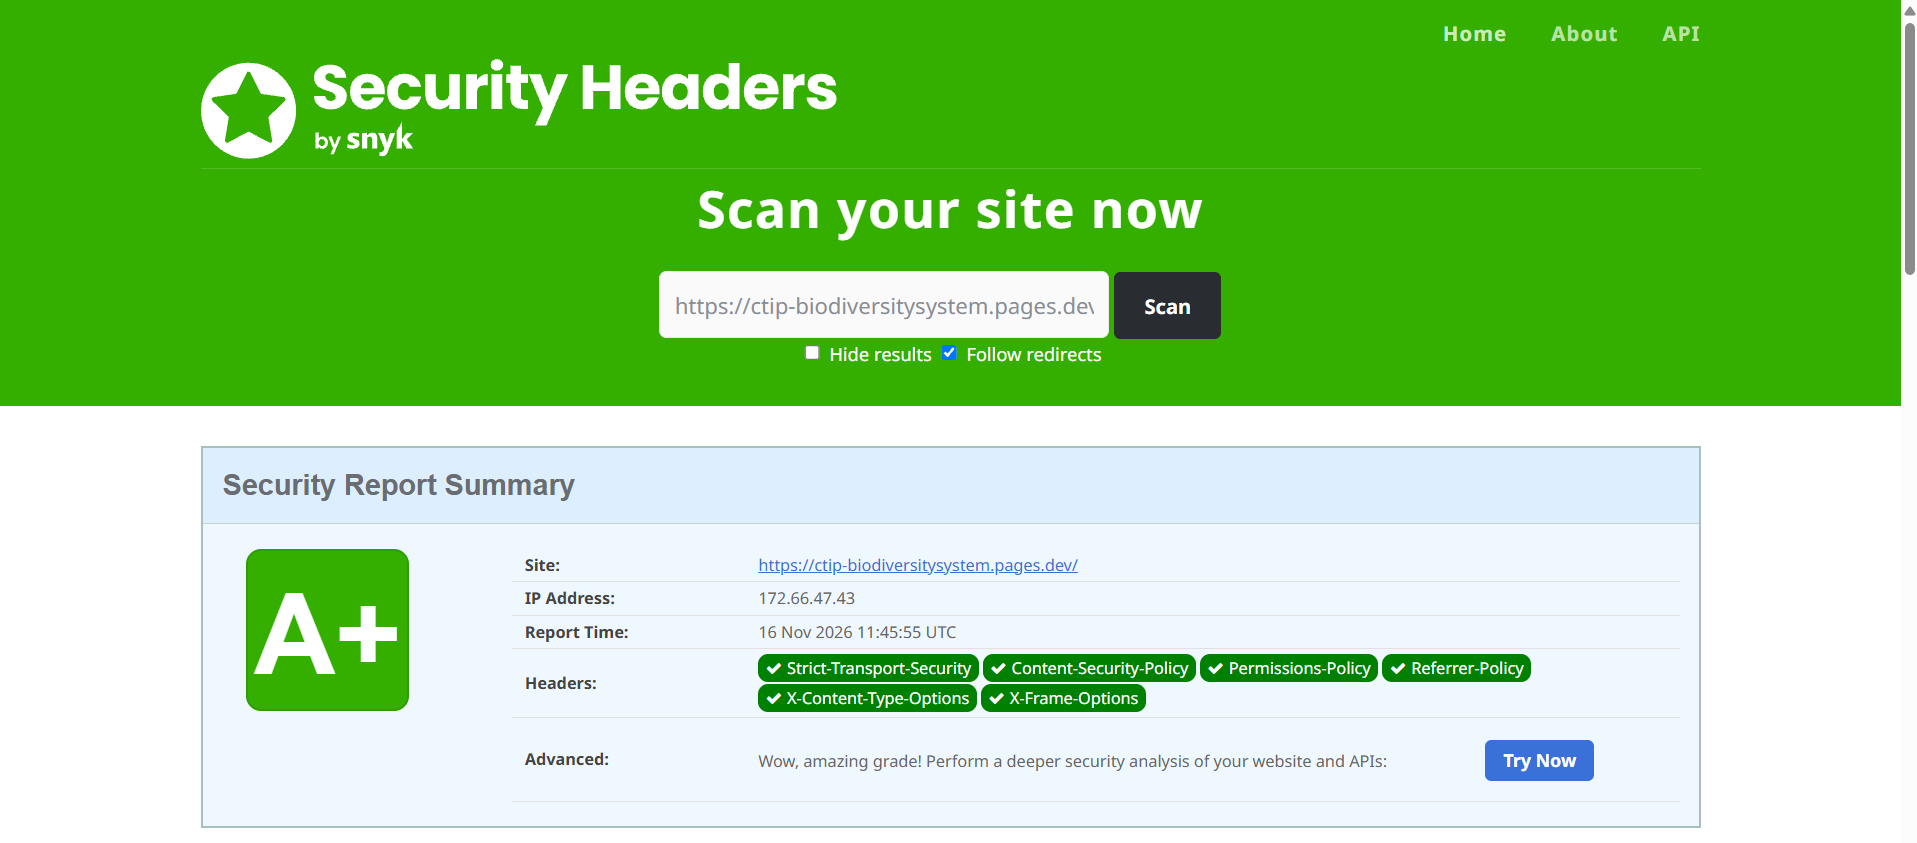 Home About API
Security Headers
by snyk
Scan your site now
https://ctip-biodiversitysystem.pages.dev Scan
Hide results Follow redirects
Security Report Summary
A+
Site: https://ctip-biodiversitysystem.pages.dev/
IP Address: 172.66.47.43
Report Time: 16 Nov 2026 11:45:55 UTC
Headers: Strict-Transport-Security Content-Security-Policy Permissions-Policy Referrer-Policy
X-Content-Type-Options X-Frame-Options
Advanced: Wow, amazing grade! Perform a deeper security analysis of your website and APIs: Try Now